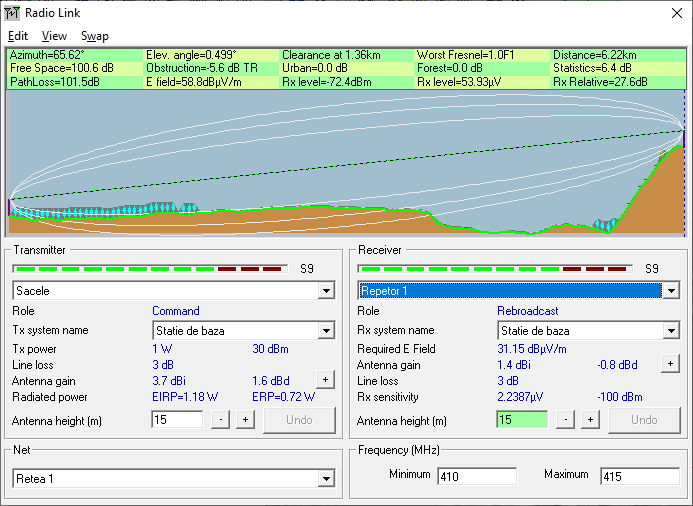 Radio Link
Edit View Swap
Azimuth=65.62° Elev. angle=0.499° Clearance at 1.36km Worst Fresnel=1.0F1 Distance=6.22km
Free Space=100.6 dB Obstruction=-5.6 dB TR Urban=0.0 dB Forest=0.0 dB Statistics=6.4 dB
PathLoss=101.5dB E field=58.8dBµV/m Rx level=-72.4dBm Rx level=53.93µV Rx Relative=27.6dB
Transmitter
S9
Sacele
Role Command
Tx system name Statie de baza
Tx power 1 W 30 dBm
Line loss 3 dB
Antenna gain 3.7 dBi 1.6 dBd +
Radiated power EIRP=1.18 W ERP=0.72 W
Antenna height (m) 15 - + Undo
Receiver
S9
Repetor 1
Role Rebroadcast
Rx system name Statie de baza
Required E Field 31.15 dBµV/m
Antenna gain 1.4 dBi -0.8 dBd +
Line loss 3 dB
Rx sensitivity 2.2387µV -100 dBm
Antenna height (m) 15 - + Undo
Net
Retea 1
Frequency (MHz)
Minimum 410 Maximum 415